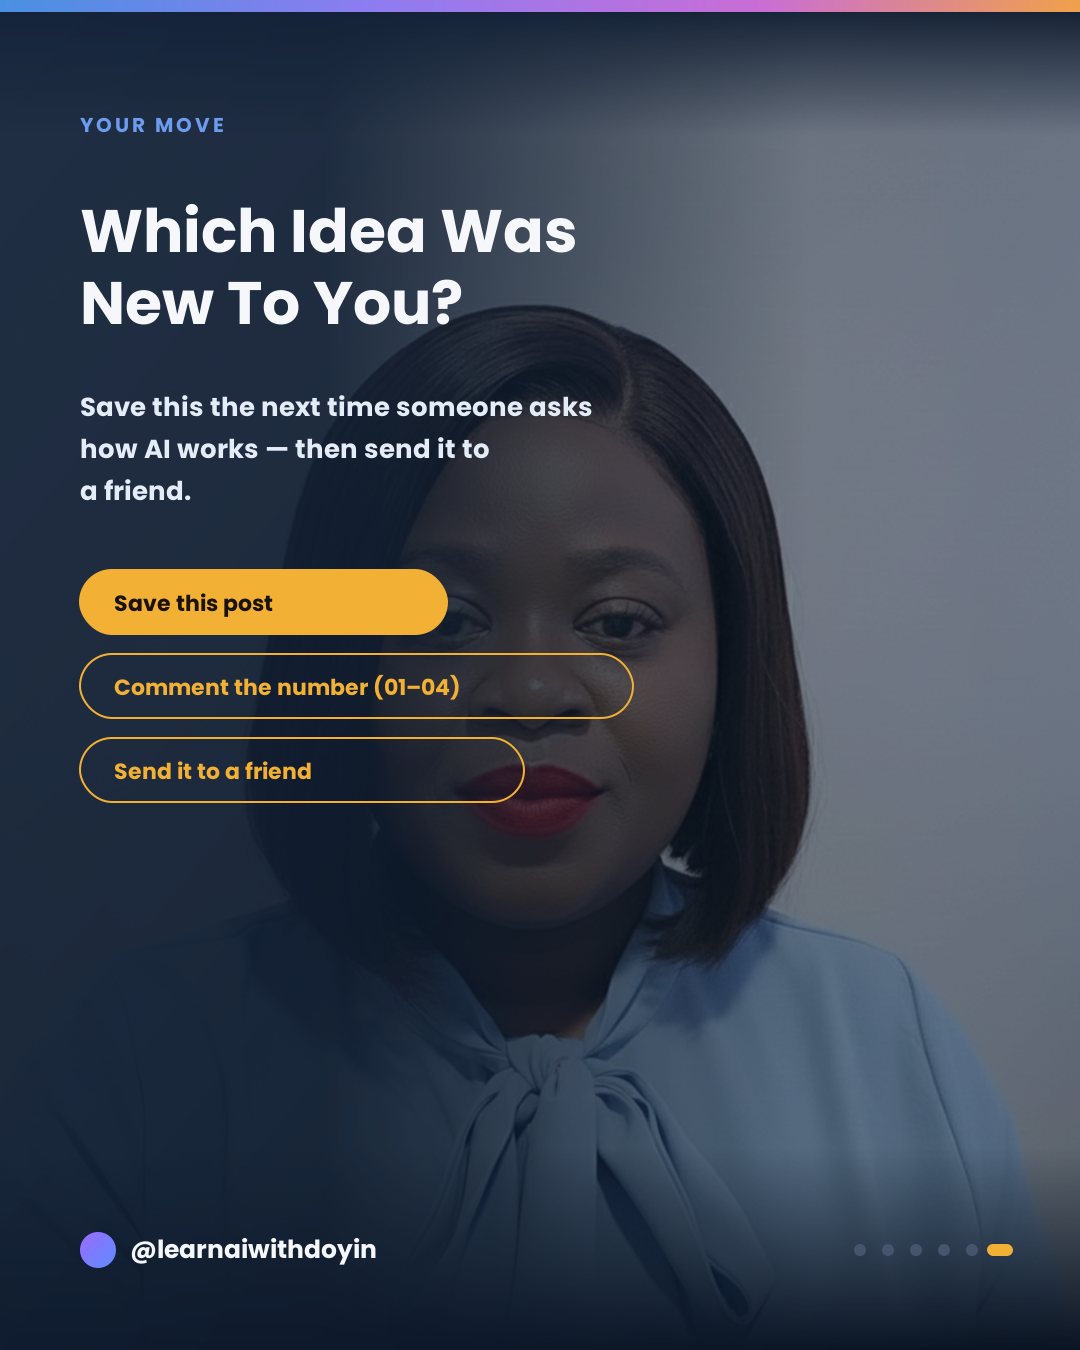 YOUR MOVE
Which Idea Was
New To You?
Save this the next time someone asks
how AI works — then send it to
a friend.
Save this post
Comment the number (01–04)
Send it to a friend
@learnaiwithdoyin